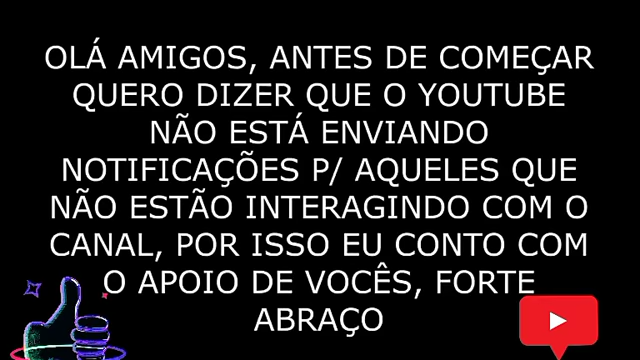 OLÁ AMIGOS, ANTES DE COMEÇAR
QUERO DIZER QUE O YOUTUBE
NÃO ESTÁ ENVIANDO
NOTIFICAÇÕES P/ AQUELES QUE
NÃO ESTÃO INTERAGINDO COM O
CANAL, POR ISSO EU CONTO COM
O APOIO DE VOCÊS, FORTE
ABRAÇO